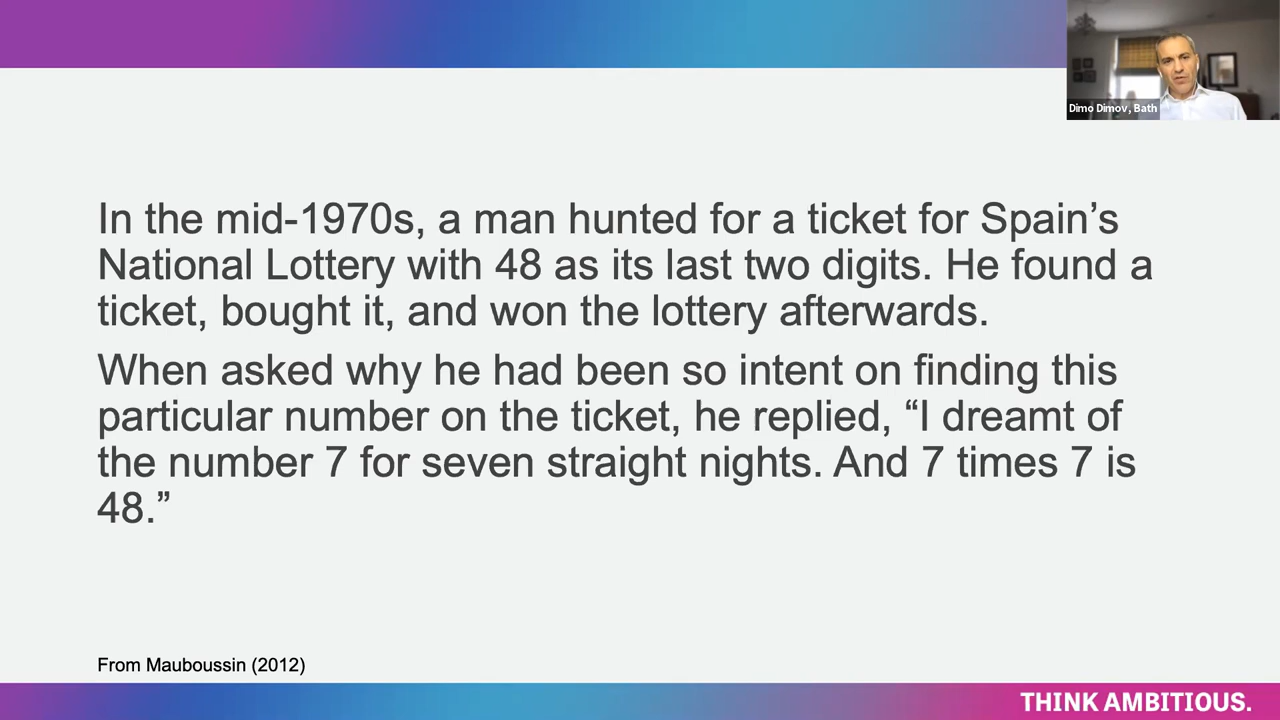 Dimo Dimov, Bath
In the mid-1970s, a man hunted for a ticket for Spain’s
National Lottery with 48 as its last two digits. He found a
ticket, bought it, and won the lottery afterwards.
When asked why he had been so intent on finding this
particular number on the ticket, he replied, “I dreamt of
the number 7 for seven straight nights. And 7 times 7 is
48.”
From Mauboussin (2012)
THINK AMBITIOUS.